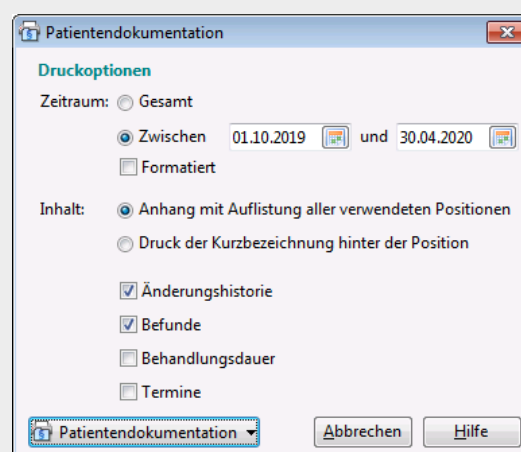 Patientendokumentation
Druckoptionen
Zeitraum: Gesamt
Zwischen 01.10.2019 und 30.04.2020
Formatiert
Inhalt: Anhang mit Auflistung aller verwendeten Positionen
Druck der Kurzbezeichnung hinter der Position
Änderungshistorie
Befunde
Behandlungsdauer
Termine
Patientendokumentation Abbrechen Hilfe